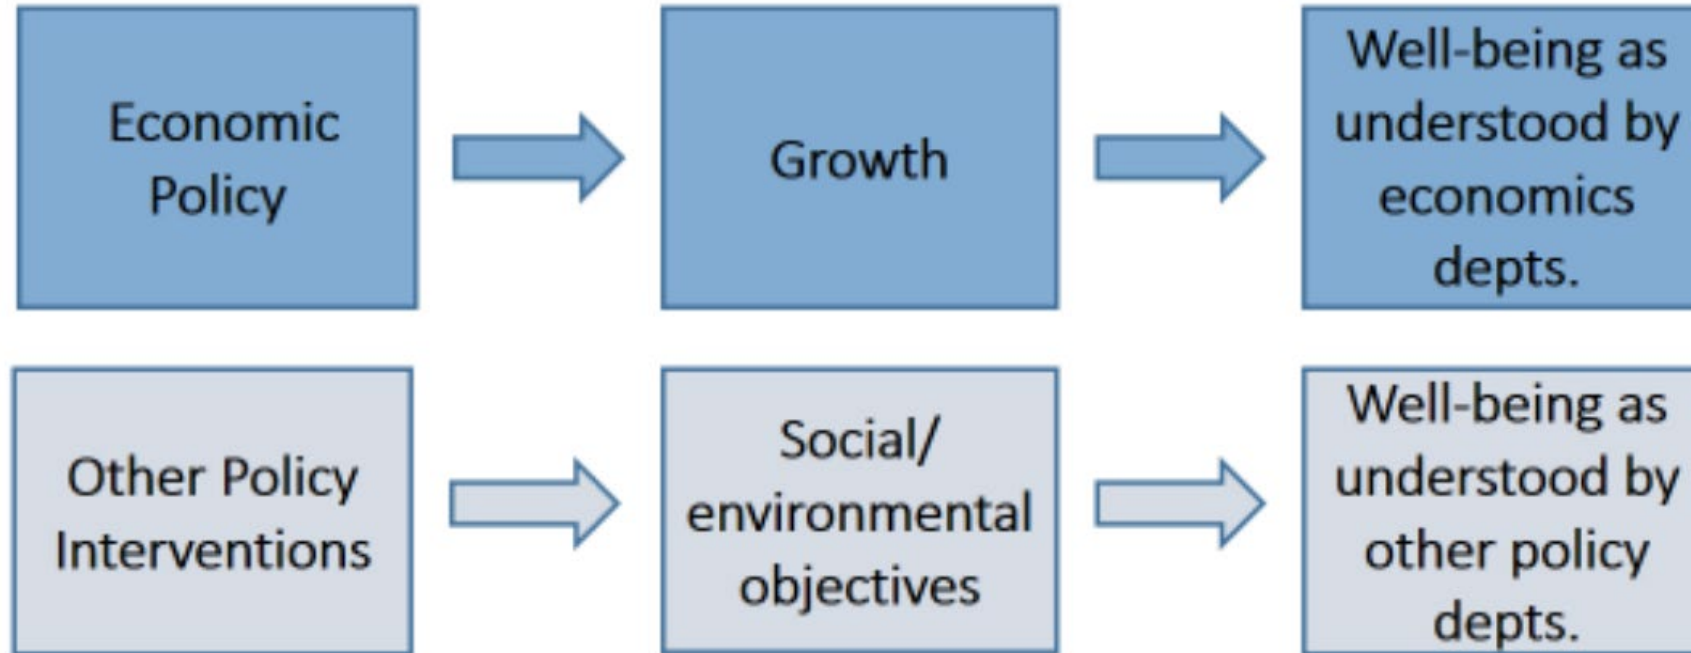 Economic
Policy
Growth
Well-being as
understood by
economics
depts.
Other Policy
Interventions
Social/
environmental
objectives
Well-being as
understood by
other policy
depts.